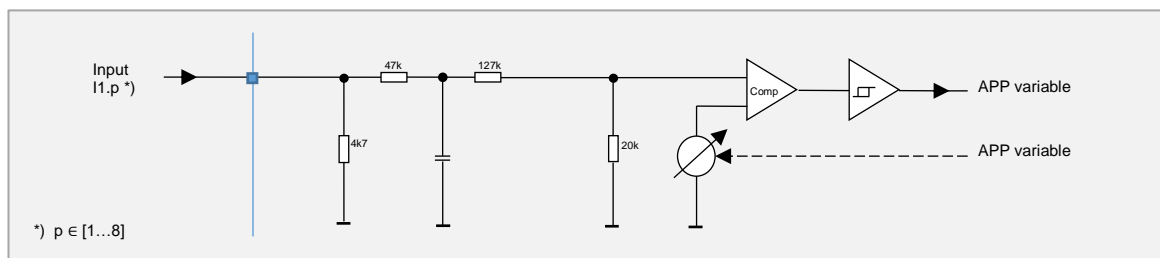 Input
I1.p *)
47k
127k
4k7
20k
Comp
APP variable
APP variable
*) p ∈ [1…8]